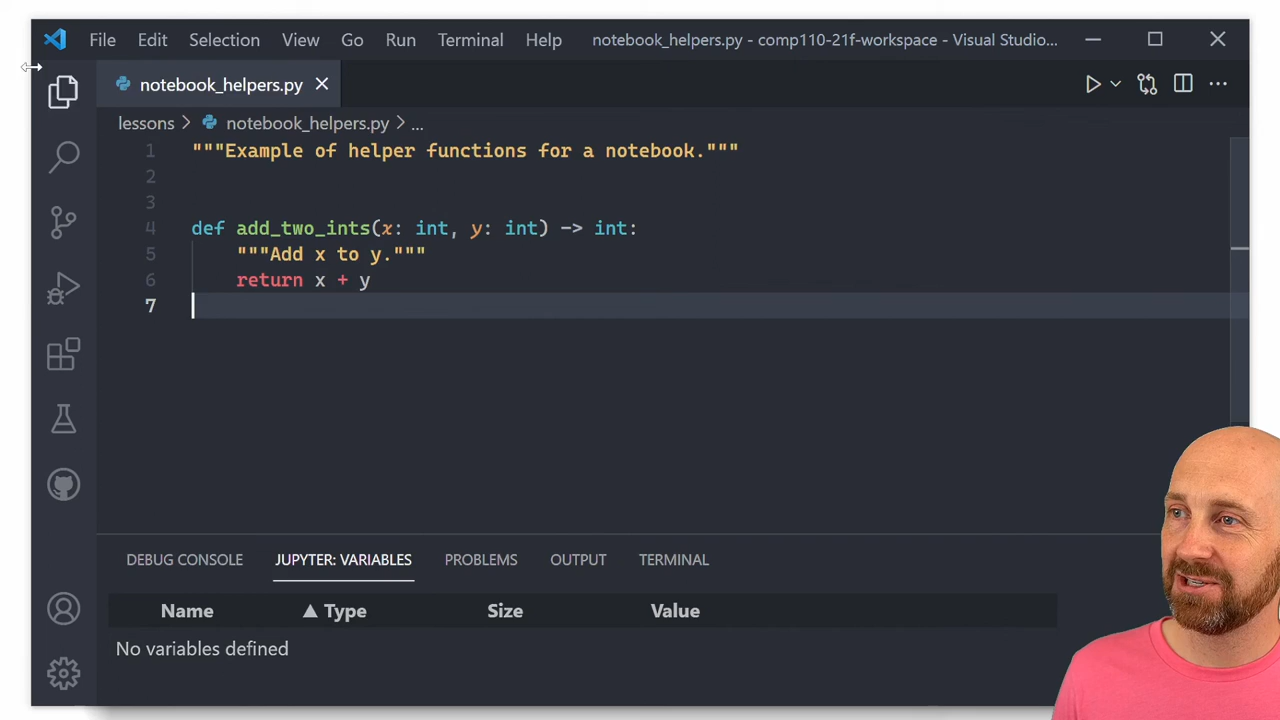 File Edit Selection View Go Run Terminal Help notebook_helpers.py - comp110-21f-workspace - Visual Studio...
notebook_helpers.py
lessons > notebook_helpers.py > ...
1 """Example of helper functions for a notebook."""
2
3
4 def add_two_ints(x: int, y: int) -> int:
5 """Add x to y."""
6 return x + y
7
DEBUG CONSOLE JUPYTER: VARIABLES PROBLEMS OUTPUT TERMINAL
Name ▲ Type Size Value
No variables defined